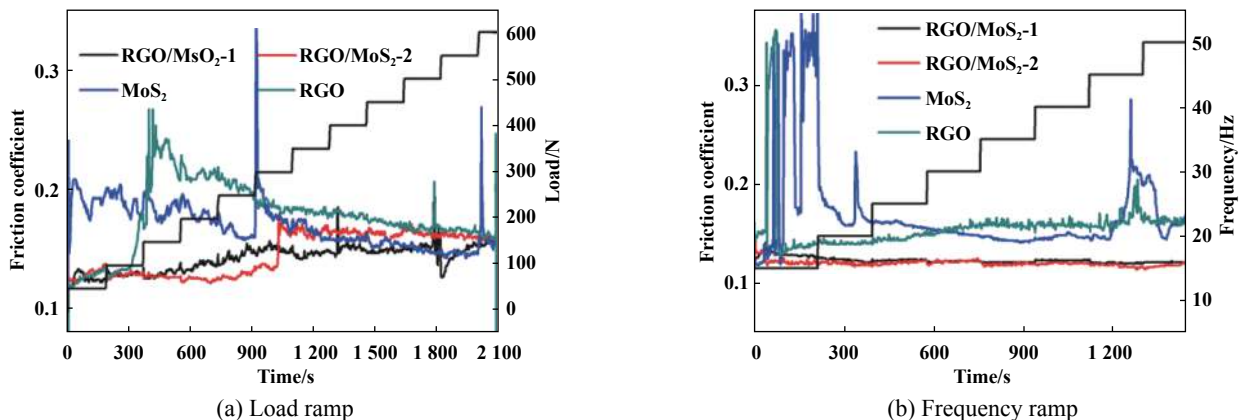 RGO/MsO₂-1
RGO/MoS₂-2
MoS₂
RGO
0.3
0.2
0.1
Friction coefficient
600
500
400
300
200
100
0
Load/N
0 300 600 900 1 200 1 500 1 800 2 100
Time/s
(a) Load ramp
RGO/MoS₂-1
RGO/MoS₂-2
MoS₂
RGO
0.3
0.2
0.1
Friction coefficient
50
40
30
20
10
Frequency/Hz
0 300 600 900 1 200
Time/s
(b) Frequency ramp